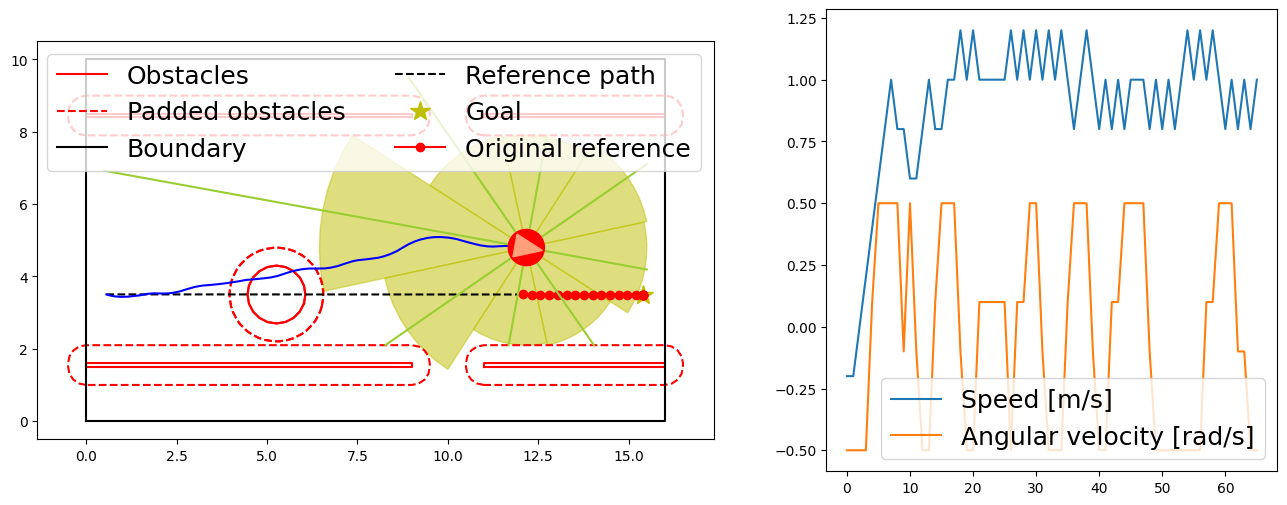 Obstacles
Padded obstacles
Boundary
Reference path
Goal
Original reference
10
8
6
4
2
0
0.0 2.5 5.0 7.5 10.0 12.5 15.0
1.25
1.00
0.75
0.50
0.25
0.00
−0.25
−0.50
Speed [m/s]
Angular velocity [rad/s]
0 10 20 30 40 50 60